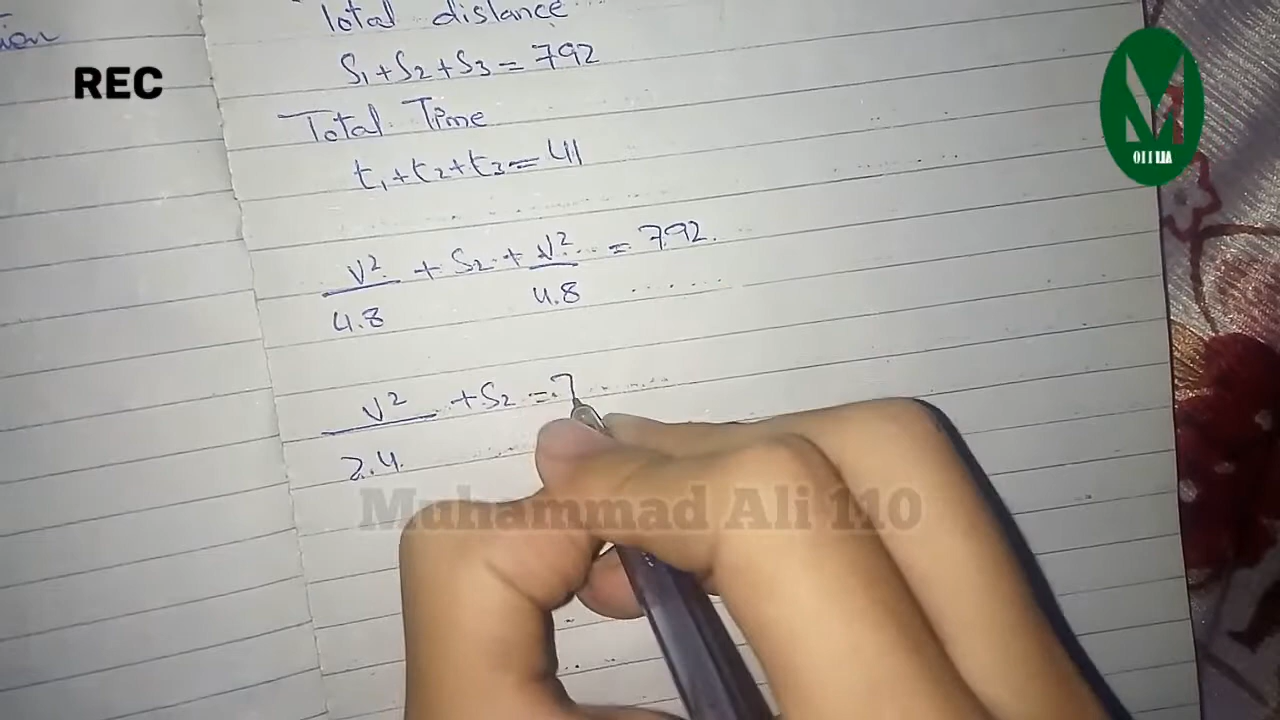 Total distance
S1+S2+S3=792
REC
Total Time
t1+t2+t3=41
V² + S2 + V² = 792.
4.8 4.8
V² + S2 = 7
2.4
Muhammad Ali 110